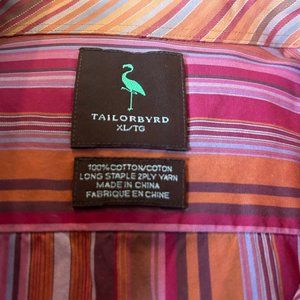 TAILORBYRD
XL/TG
100% COTTON/COTON
LONG STAPLE 2PLY YARN
MADE IN CHINA
FABRIQUE EN CHINE